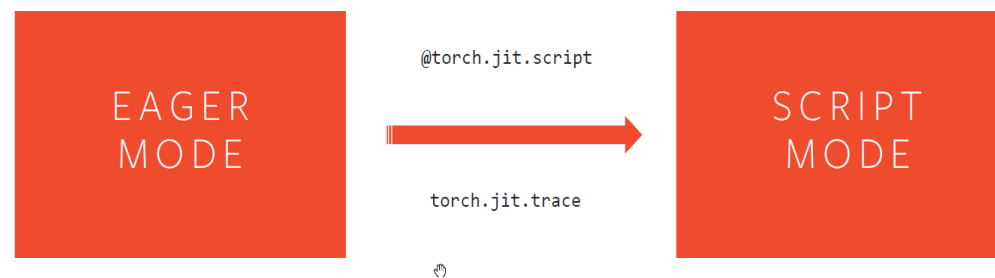 EAGER
MODE
@torch.jit.script
torch.jit.trace
SCRIPT
MODE